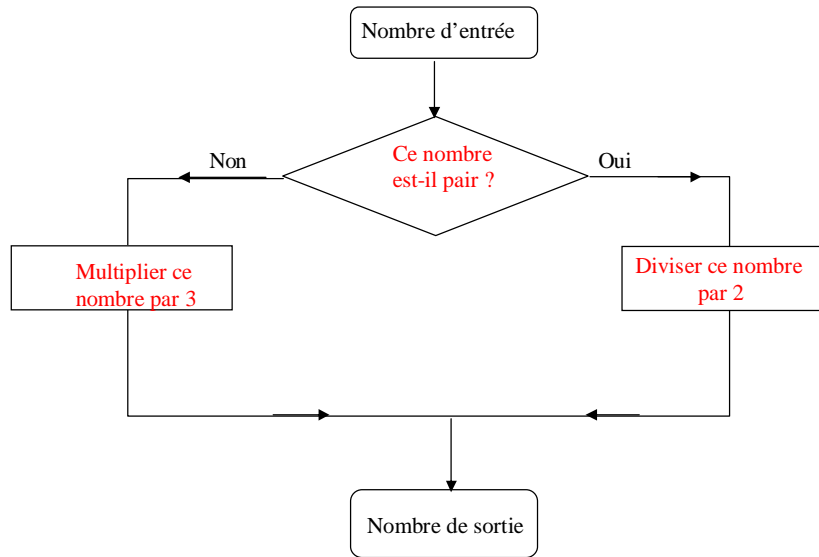 Nombre d'entrée
Ce nombre
est-il pair ?
Non
Oui
Multiplier ce
nombre par 3
Diviser ce nombre
par 2
Nombre de sortie